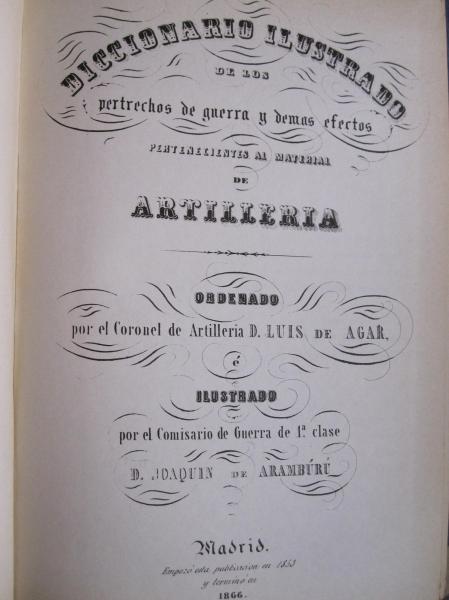 DICCIONARIO ILUSTRADO
DE LOS
pertrechos de guerra y demas efectos
PERTENECIENTES AL MATERIAL
DE
ARTILLERIA
ORDENADO
por el Coronel de Artilleria D. LUIS DE AGAR,
é
ILUSTRADO
por el Comisario de Guerra de 1ª clase
D. JOAQUIN DE ARAMBÚRÚ
Madrid.
Empezó esta publicacion en 1853
y terminó en
1866.